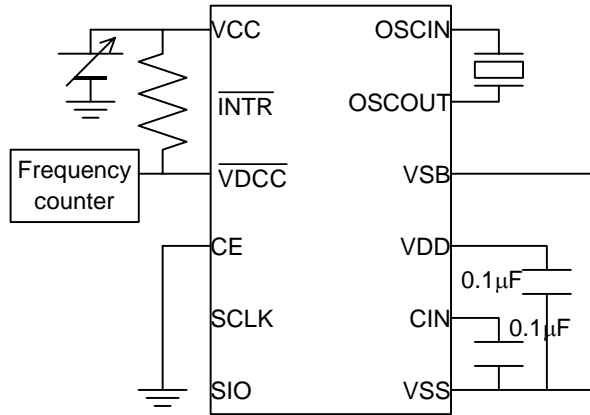 VCC
OSCIN
INTR
OSCOUT
Frequency
counter
VDCC
VSB
CE
VDD
0.1µF
SCLK
CIN
0.1µF
SIO
VSS